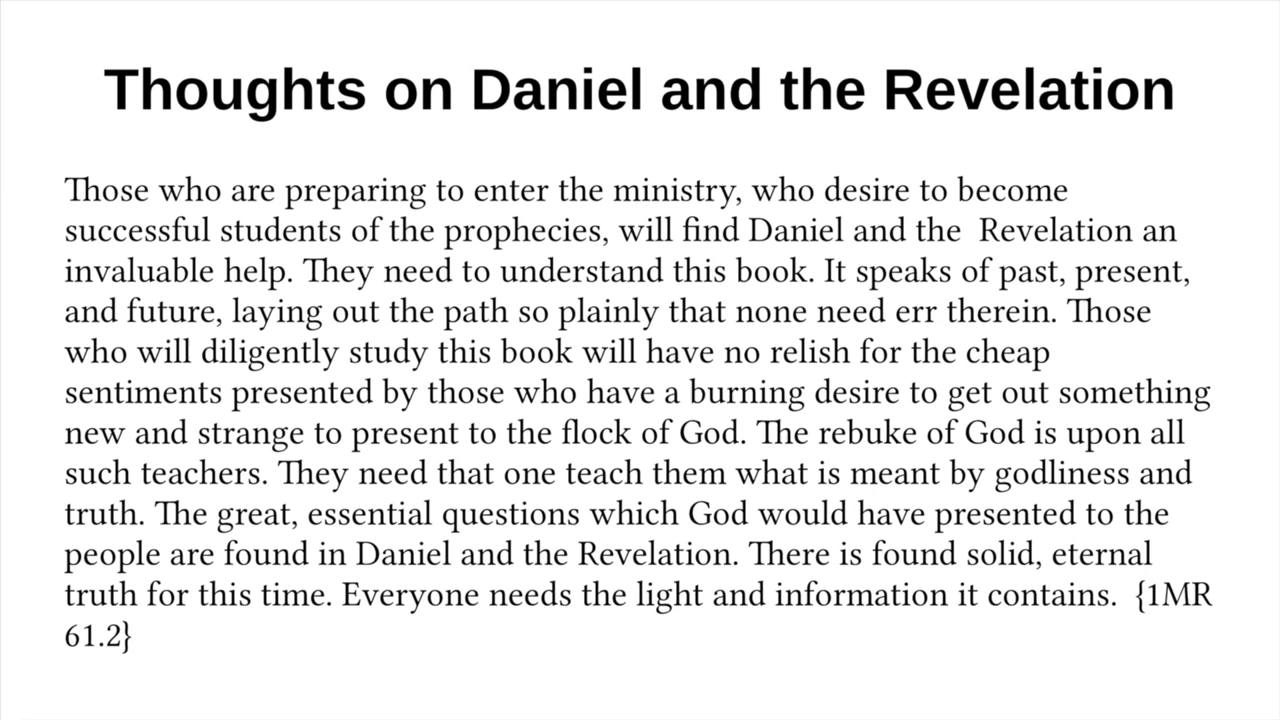 Thoughts on Daniel and the Revelation
Those who are preparing to enter the ministry, who desire to become
successful students of the prophecies, will find Daniel and the  Revelation an
invaluable help. They need to understand this book. It speaks of past, present,
and future, laying out the path so plainly that none need err therein. Those
who will diligently study this book will have no relish for the cheap
sentiments presented by those who have a burning desire to get out something
new and strange to present to the flock of God. The rebuke of God is upon all
such teachers. They need that one teach them what is meant by godliness and
truth. The great, essential questions which God would have presented to the
people are found in Daniel and the Revelation. There is found solid, eternal
truth for this time. Everyone needs the light and information it contains.  {1MR
61.2}